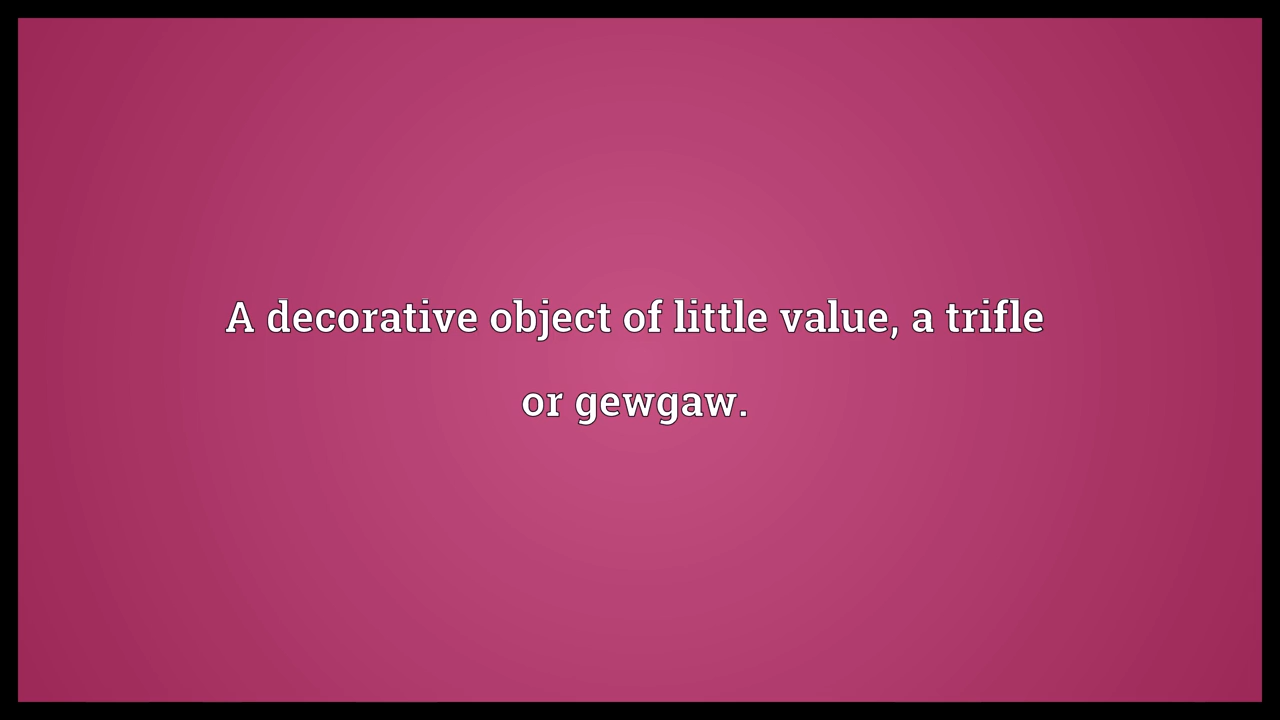 A decorative object of little value, a trifle
or gewgaw.